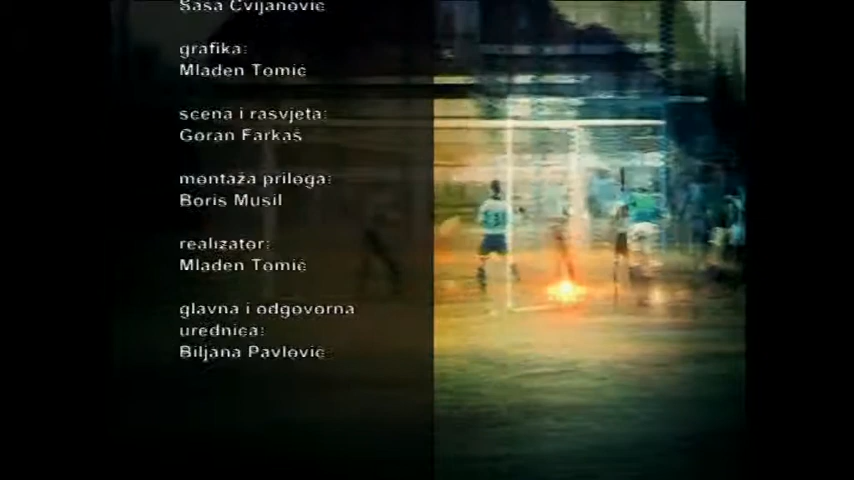 Saša Cvijanović
grafika:
Mladen Tomić
scena i rasvjeta:
Goran Farkaš
montaža priloga:
Boris Musil
realizator:
Mladen Tomić
glavna i odgovorna
urednica:
Biljana Pavlović